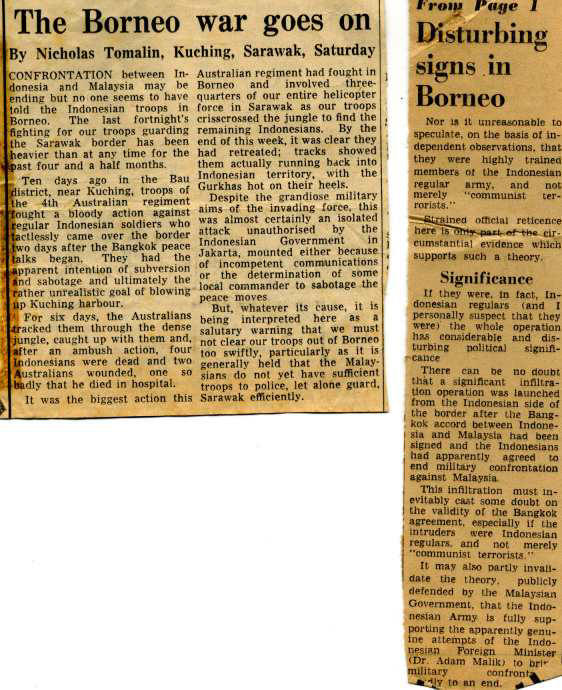 The Borneo war goes on
By Nicholas Tomalin, Kuching, Sarawak, Saturday
CONFRONTATION between In-
donesia and Malaysia may be
ending but no one seems to have
told the Indonesian troops in
Borneo. The last fortnight's
fighting for our troops guarding
the Sarawak border has been
heavier than at any time for the
past four and a half months.
Ten days ago in the Bau
district, near Kuching, troops of
the 4th Australian regiment
fought a bloody action against
regular Indonesian soldiers who
tactlessly came over the border
two days after the Bangkok peace
talks began. They had the
apparent intention of subversion
and sabotage and ultimately the
rather unrealistic goal of blowing
up Kuching harbour.
For six days, the Australians
tracked them through the dense
jungle, caught up with them and,
after an ambush action, four
Indonesians were dead and two
Australians wounded, one so
badly that he died in hospital.
It was the biggest action this
Australian regiment had fought in
Borneo and involved three-
quarters of our entire helicopter
force in Sarawak as our troops
crisscrossed the jungle to find the
remaining Indonesians. By the
end of this week, it was clear they
had retreated; tracks showed
them actually running back into
Indonesian territory, with the
Gurkhas hot on their heels.
Despite the grandiose military
aims of the invading force, this
was almost certainly an isolated
attack unauthorised by the
Indonesian Government in
Jakarta, mounted either because
of incompetent communications
or the determination of some
local commander to sabotage the
peace moves
But, whatever its cause, it is
being interpreted here as a
salutary warning that we must
not clear our troops out of Borneo
too swiftly, particularly as it is
generally held that the Malay-
sians do not yet have sufficient
troops to police, let alone guard,
Sarawak efficiently.
From Page 1
Disturbing
signs in
Borneo
Nor is it unreasonable to
speculate, on the basis of in-
dependent observations, that
they were highly trained
members of the Indonesian
regular army, and not
merely "communist ter-
rorists."
Strained official reticence
here is only part of the cir-
cumstantial evidence which
supports such a theory.
Significance
If they were, in fact, In-
donesian regulars (and I
personally suspect that they
were) the whole operation
has considerable and dis-
turbing political signifi-
cance
There can be no doubt
that a significant infiltra-
tion operation was launched
from the Indonesian side of
the border after the Bang-
kok accord between Indone-
sia and Malaysia had been
signed and the Indonesians
had apparently agreed to
end military confrontation
against Malaysia.
This infiltration must in-
evitably cast some doubt on
the validity of the Bangkok
agreement, especially if the
intruders were Indonesian
regulars, and not merely
"communist terrorists."
It may also partly invali-
date the theory, publicly
defended by the Malaysian
Government, that the Indo-
nesian Army is fully sup-
porting the apparently genu-
ine attempts of the Indo-
nesian Foreign Minister
(Dr. Adam Malik) to
military
to an end.